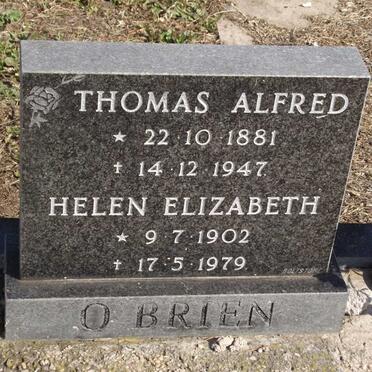 THOMAS ALFRED
* 22·10·1881
† 14·12·1947
HELEN ELIZABETH
* 9·7·1902
† 17·5·1979
O BRIEN